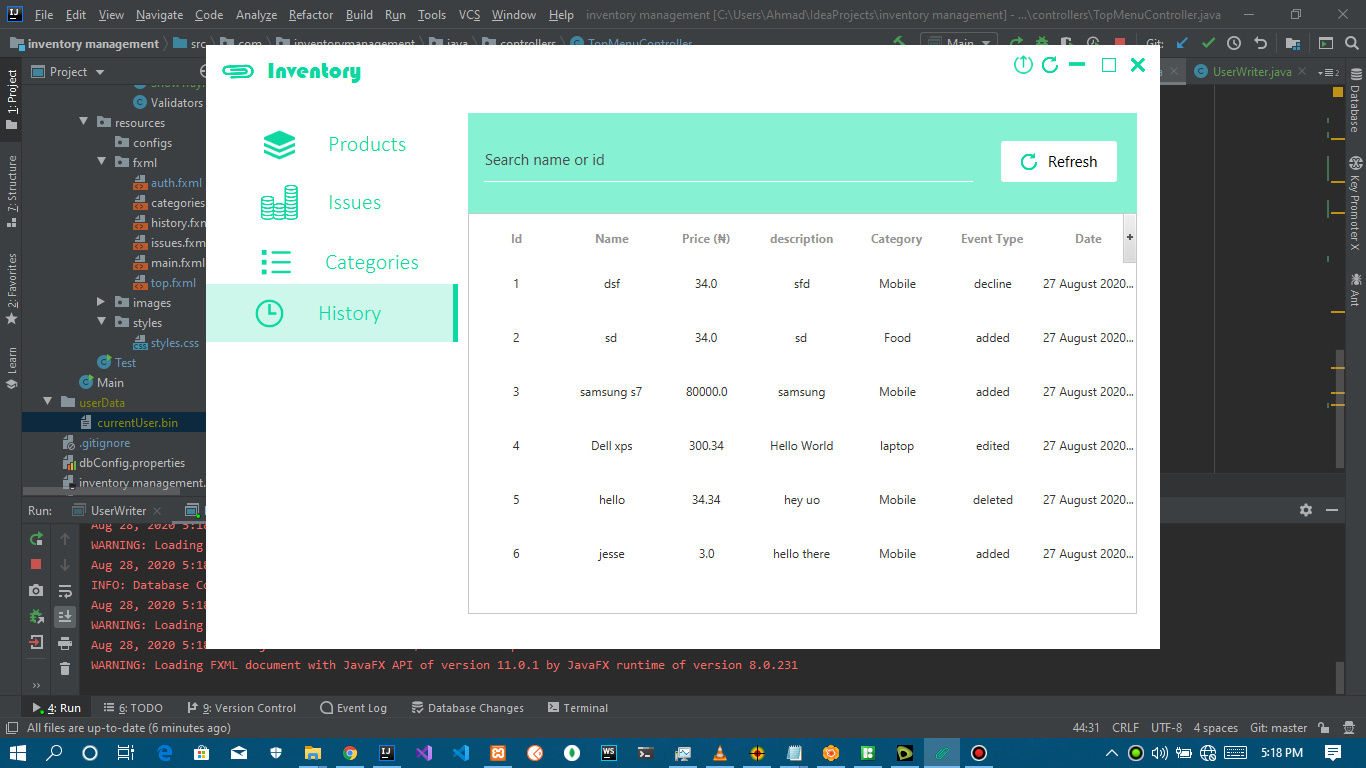 File Edit View Navigate Code Analyze Refactor Build Run Tools VCS Window Help inventory management [C:\Users\Ahmad\IdeaProjects\inventory management] - ...\controllers\TopMenuController.java
inventory management src com inventorymanagement java controllers TopMenuController Main Git:
Project
UserWriter.java
2
1: Project
7: Structure
2: Favorites
Learn
Validators
resources
configs
fxml
auth.fxml
categories
history.fxn
issues.fxm
main.fxml
top.fxml
images
styles
styles.css
Test
Main
userData
currentUser.bin
.gitignore
dbConfig.properties
inventory management.
Inventory
Products
Issues
Categories
History
Search name or id
Refresh
Id Name Price (₦) description Category Event Type Date +
1 dsf 34.0 sfd Mobile decline 27 August 2020...
2 sd 34.0 sd Food added 27 August 2020...
3 samsung s7 80000.0 samsung Mobile added 27 August 2020...
4 Dell xps 300.34 Hello World laptop edited 27 August 2020...
5 hello 34.34 hey uo Mobile deleted 27 August 2020...
6 jesse 3.0 hello there Mobile added 27 August 2020...
Database
Key Promoter X
Ant
Run: UserWriter
Aug 28, 2020 5:18
WARNING: Loading
Aug 28, 2020 5:18
INFO: Database Co
Aug 28, 2020 5:18
WARNING: Loading
Aug 28, 2020 5:18
WARNING: Loading FXML document with JavaFX API of version 11.0.1 by JavaFX runtime of version 8.0.231
4: Run 6: TODO 9: Version Control Event Log Database Changes Terminal
All files are up-to-date (6 minutes ago) 44:31 CRLF UTF-8 4 spaces Git: master
5:18 PM